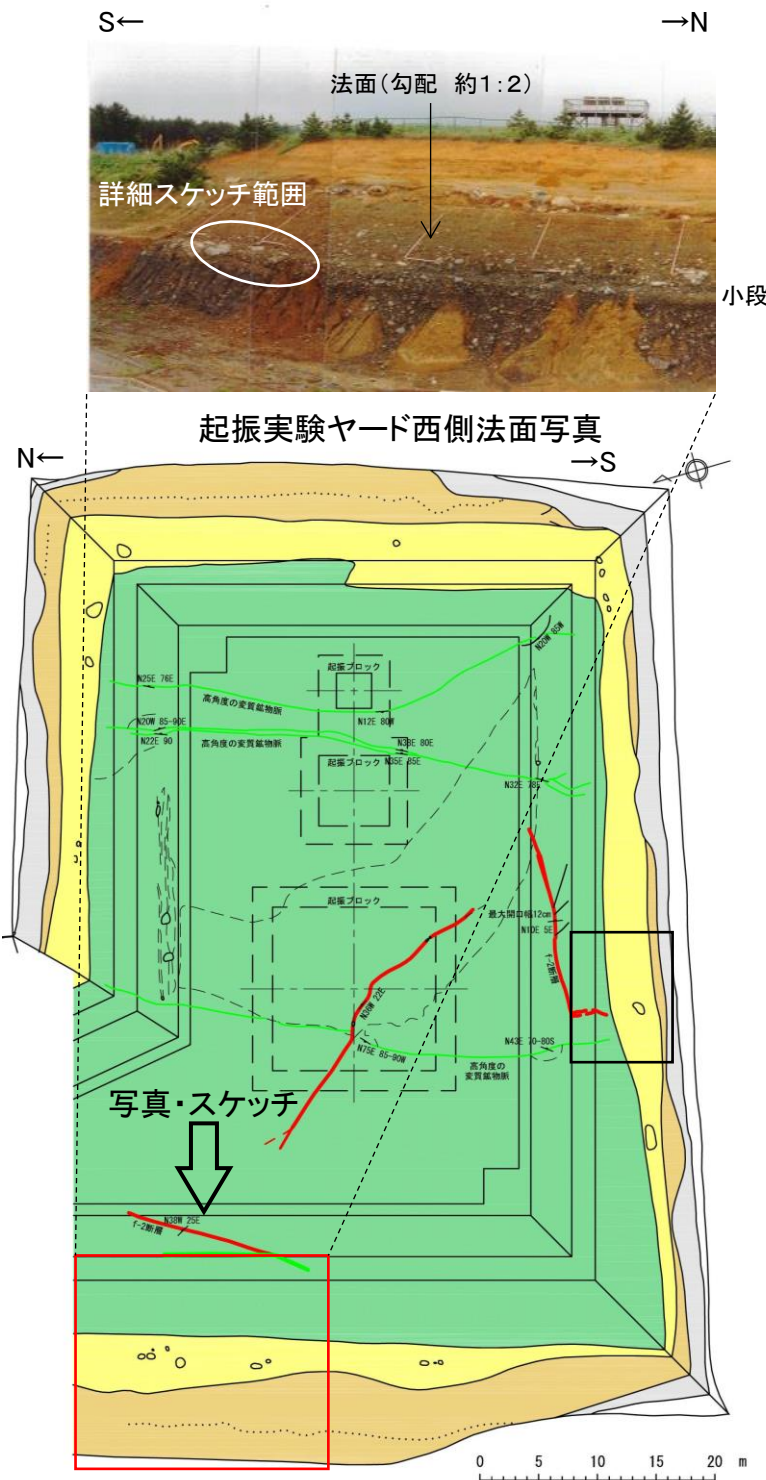 S←
→N
法面(勾配 約1:2)
詳細スケッチ範囲
小段
起振実験ヤード西側法面写真
N←
→S
N20W 85W
起振ブロック
N25E 76E
高角度の変質鉱物脈
N12E 80W
N20W 85-90E
N22E 90
高角度の変質鉱物脈
N38E 80E
N35E 85E
起振ブロック
N32E 78E
起振ブロック
最大開口幅12cm
N10E 5E
f-2断層
N36W 22E
N75E 85-90W
N43E 70-80S
高角度の
変質鉱物脈
写真・スケッチ
N38W 25E
f-2断層
0 5 10 15 20 m